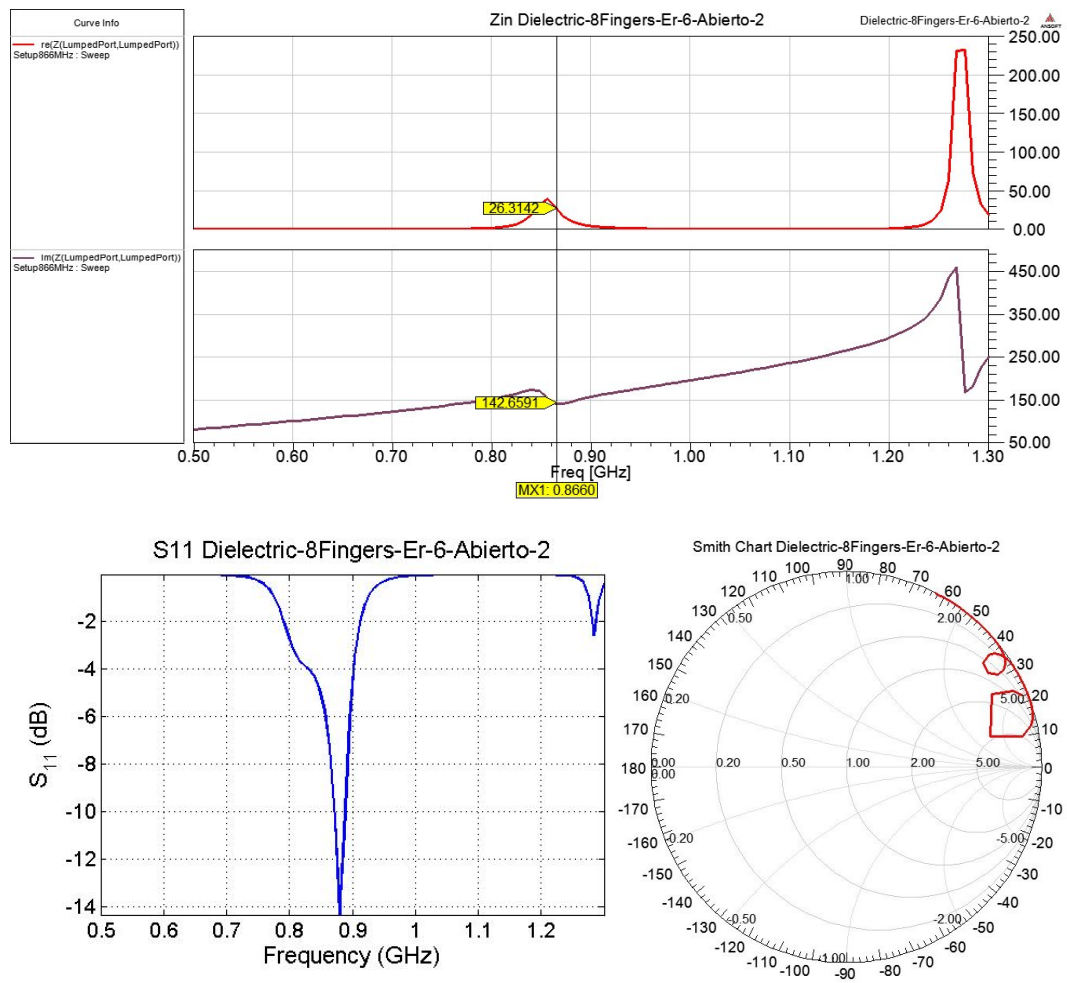 Curve Info
re(Z(LumpedPort,LumpedPort))
Setup866MHz : Sweep
Zin Dielectric-8Fingers-Er-6-Abierto-2
Dielectric-8Fingers-Er-6-Abierto-2
ANSOFT
250.00
200.00
150.00
100.00
50.00
0.00
26.3142
im(Z(LumpedPort,LumpedPort))
Setup866MHz : Sweep
450.00
350.00
250.00
150.00
50.00
142.6591
0.50 0.60 0.70 0.80 0.90 1.00 1.10 1.20 1.30
Freq [GHz]
MX1: 0.8660
S11 Dielectric-8Fingers-Er-6-Abierto-2
-2
-4
-6
-8
-10
-12
-14
S11 (dB)
0.5 0.6 0.7 0.8 0.9 1 1.1 1.2
Frequency (GHz)
Smith Chart Dielectric-8Fingers-Er-6-Abierto-2
130 120 110 100 90 80 70 60 50
1.00
0.50 2.00
140 40
150 30
160 0.20 5.00 20
170 10
180 0.00 0.20 0.50 1.00 2.00 5.00 0
0.00
-170 -10
-160 -0.20 -5.00 -20
-150 -30
-140 -40
-0.50 -2.00
-130 -50
-1.00
-120 -110 -100 -90 -80 -70 -60